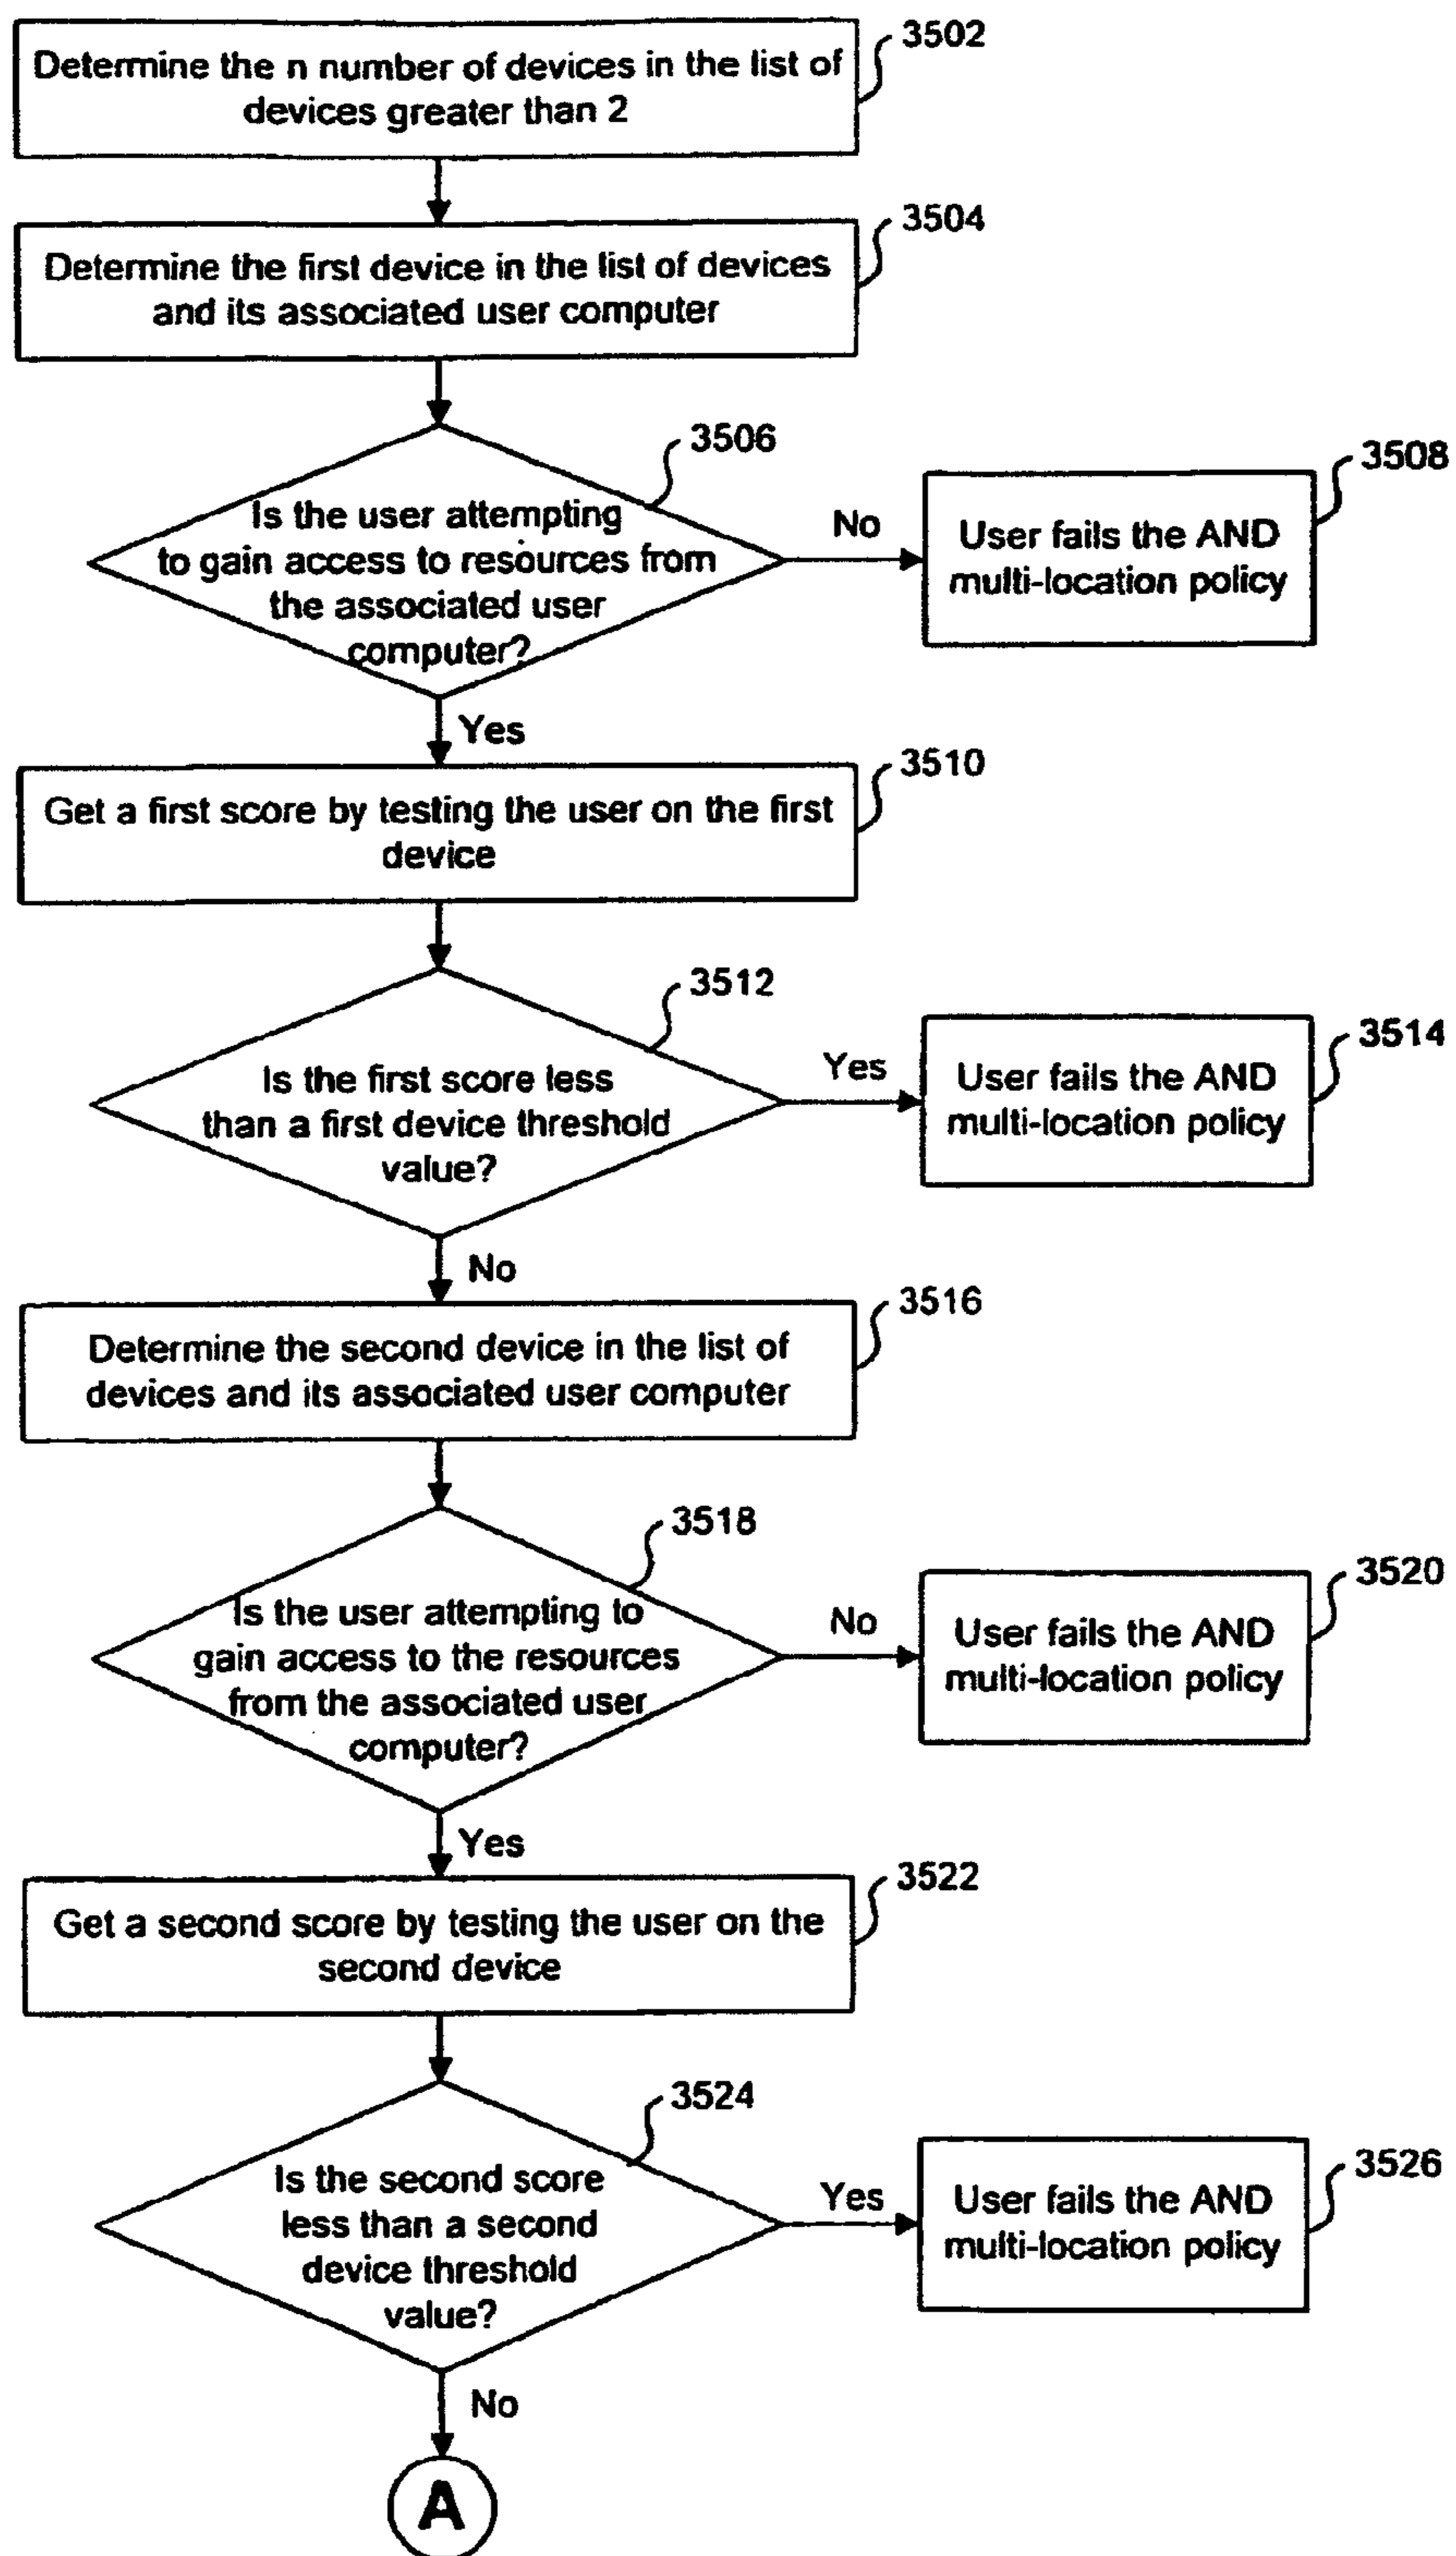 3502
Determine the n number of devices in the list of
devices greater than 2
3504
Determine the first device in the list of devices
and its associated user computer
3506
Is the user attempting
to gain access to resources from
the associated user
computer?
No
3508
User fails the AND
multi-location policy
Yes
3510
Get a first score by testing the user on the first
device
3512
Is the first score less
than a first device threshold
value?
Yes
3514
User fails the AND
multi-location policy
No
3516
Determine the second device in the list of
devices and its associated user computer
3518
Is the user attempting to
gain access to the resources
from the associated user
computer?
No
3520
User fails the AND
multi-location policy
Yes
3522
Get a second score by testing the user on the
second device
3524
Is the second score
less than a second
device threshold
value?
Yes
3526
User fails the AND
multi-location policy
No
A